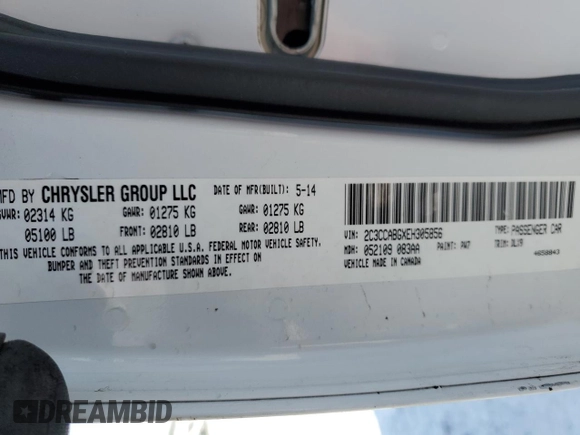 MFD BY CHRYSLER GROUP LLC DATE OF MFR(BUILT): 5-14
GVWR: 02314 KG GAWR: 01275 KG GAWR: 01275 KG
05100 LB FRONT: 02810 LB REAR: 02810 LB
THIS VEHICLE CONFORMS TO ALL APPLICABLE U.S.A. FEDERAL MOTOR VEHICLE SAFETY,
BUMPER AND THEFT PREVENTION STANDARDS IN EFFECT ON
THE DATE OF MANUFACTURE SHOWN ABOVE.
VIN: 2C3CCABGXEH305856 TYPE: PASSENGER CAR
MDH: 052109 083AA PAINT: PW7 TRIM: DLX9
VEHICLE MADE IN CANADA
DREAMBID